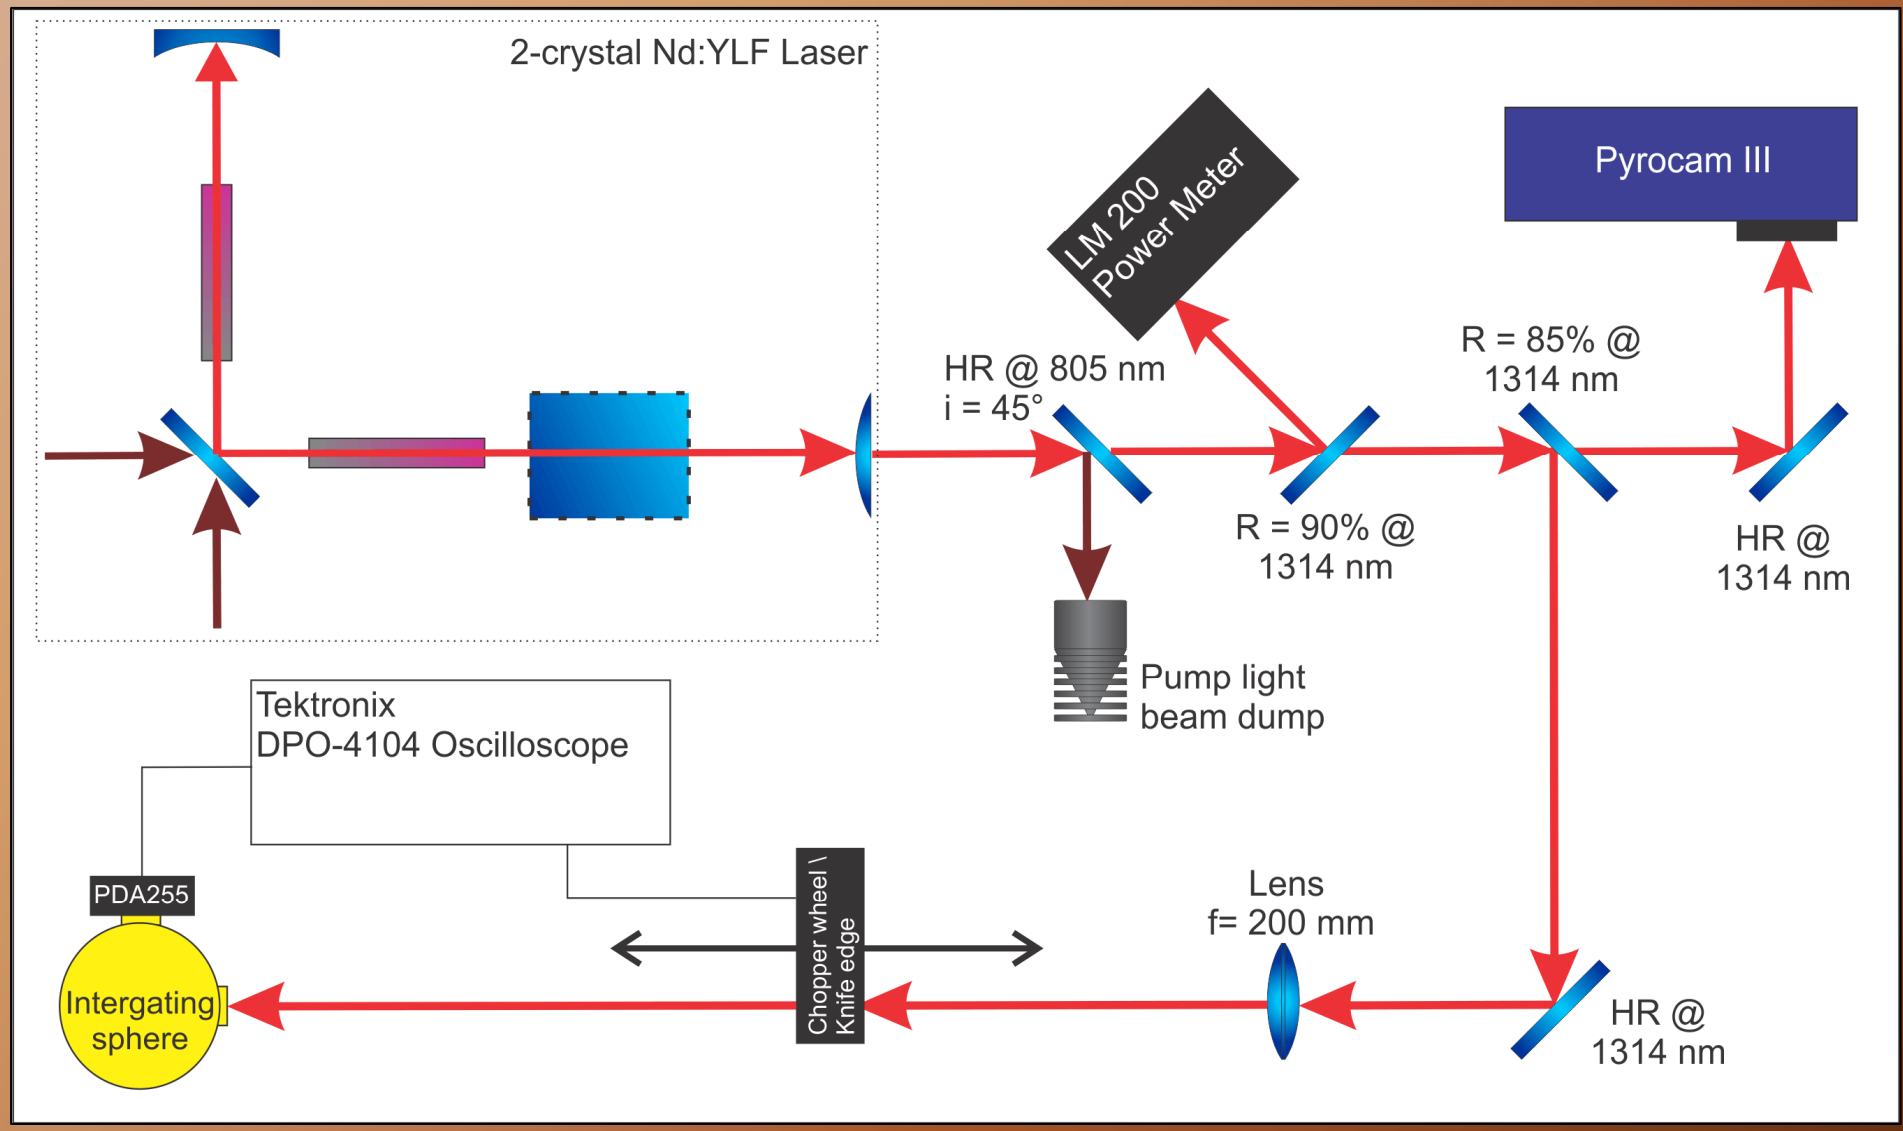 2-crystal Nd:YLF Laser
LM 200
Power Meter
Pyrocam III
HR @ 805 nm
i = 45°
R = 85% @
1314 nm
R = 90% @
1314 nm
HR @
1314 nm
Pump light
beam dump
Tektronix
DPO-4104 Oscilloscope
PDA255
Intergating
sphere
Chopper wheel \
Knife edge
Lens
f= 200 mm
HR @
1314 nm